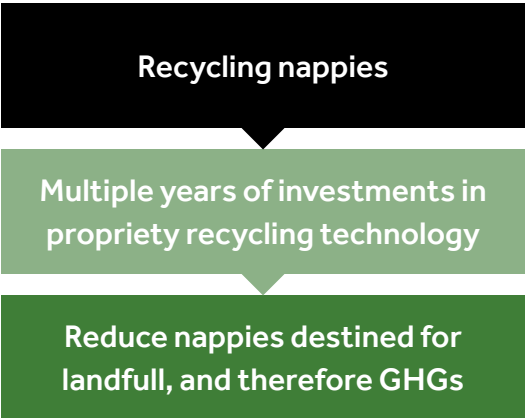 Recycling nappies
Multiple years of investments in
propriety recycling technology
Reduce nappies destined for
landfull, and therefore GHGs